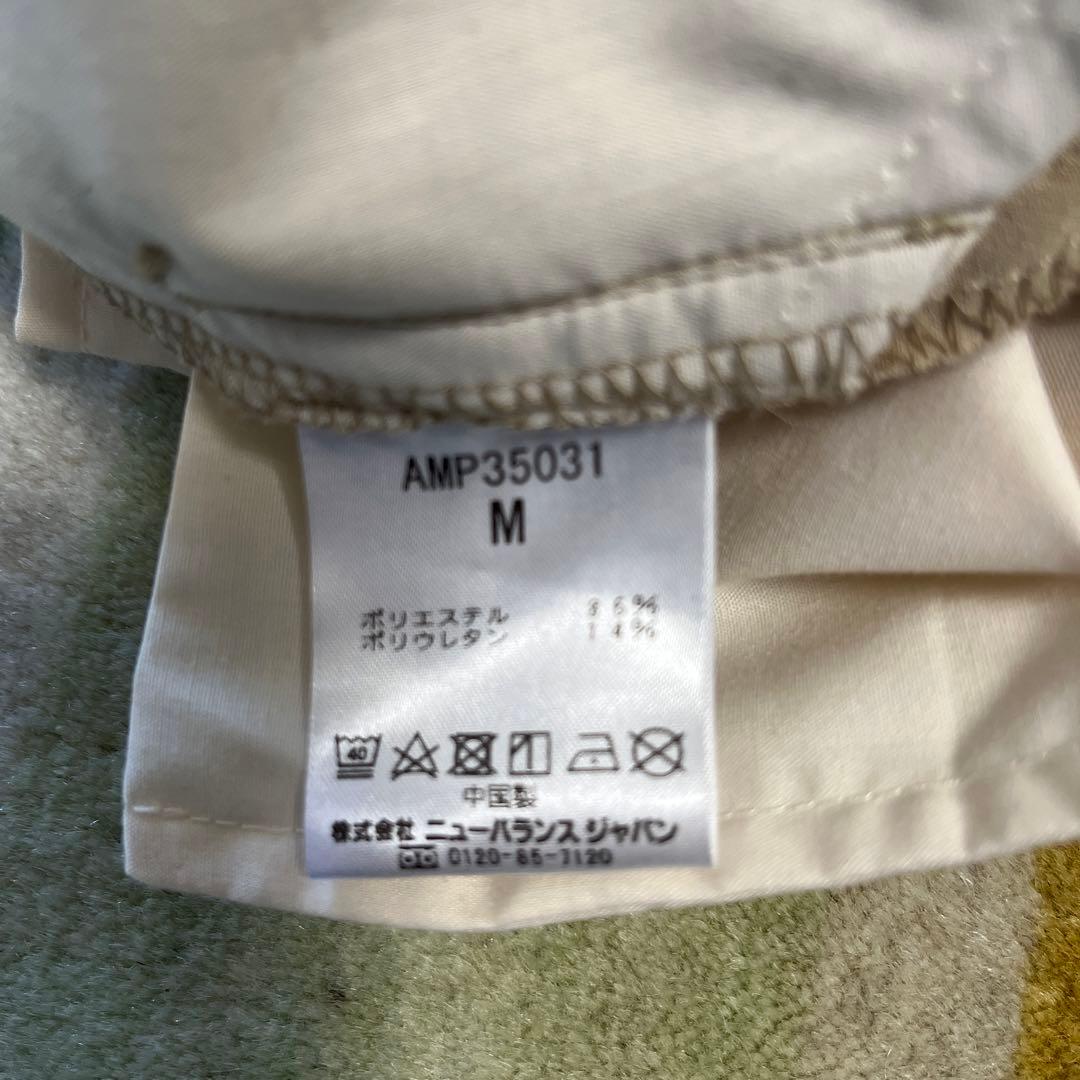 AMP35031
M
ポリエステル 86%
ポリウレタン 14%
40
中国製
株式会社 ニューバランス ジャパン
0120-85-7120